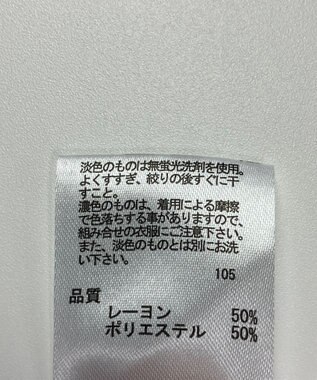 淡色のものは無蛍光洗剤を使用。
よくすすぎ、絞りの後すぐに干
すこと。
濃色のものは、着用による摩擦
で色落ちする事がありますので、
組み合せの衣服にご注意下さい。
また、淡色のものとは別にお洗
い下さい。
105
品質
レーヨン 50%
ポリエステル 50%